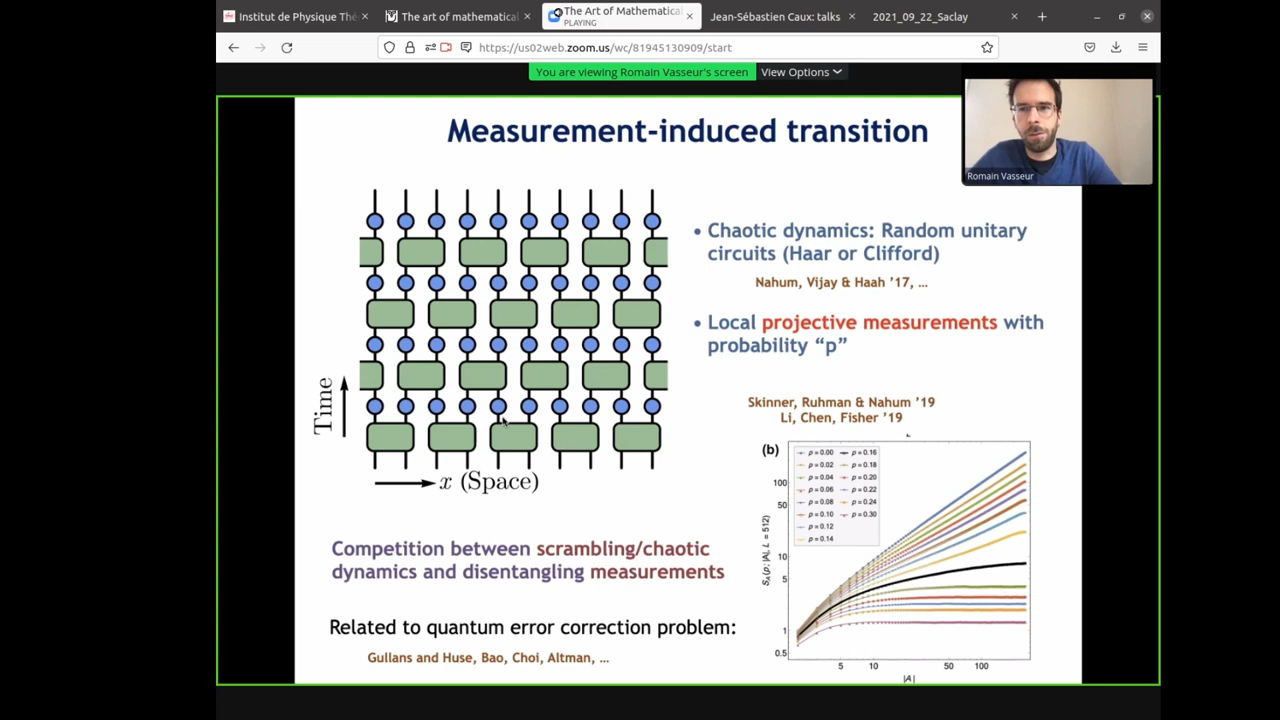 Institut de Physique Thé
The art of mathematical
The Art of Mathematica
PLAYING
Jean-Sébastien Caux: talks
2021_09_22_Saclay
https://us02web.zoom.us/wc/81945130909/start
You are viewing Romain Vasseur's screen
View Options
Romain Vasseur
Measurement-induced transition
• Chaotic dynamics: Random unitary
circuits (Haar or Clifford)
Nahum, Vijay & Haah ’17, …
• Local projective measurements with
probability “p”
Skinner, Ruhman & Nahum ’19
Li, Chen, Fisher ’19
Time
x (Space)
Competition between scrambling/chaotic
dynamics and disentangling measurements
Related to quantum error correction problem:
Gullans and Huse, Bao, Choi, Altman, …
(b)
p = 0.00 p = 0.16
p = 0.02 p = 0.18
p = 0.04 p = 0.20
p = 0.06 p = 0.22
p = 0.08 p = 0.24
p = 0.10 p = 0.30
p = 0.12
p = 0.14
100
50
10
5
1
0.5
S_A(p; |A|, L = 512)
5 10 50 100
|A|